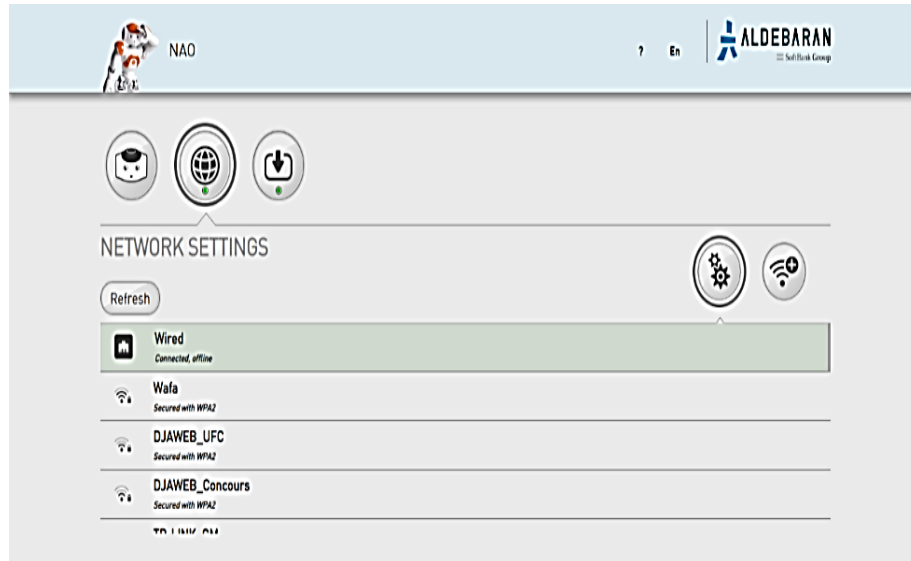 NAO
? En
ALDEBARAN
SoftBank Group
NETWORK SETTINGS
Refresh
Wired
Connected, offline
Wafa
Secured with WPA2
DJAWEB_UFC
Secured with WPA2
DJAWEB_Concours
Secured with WPA2